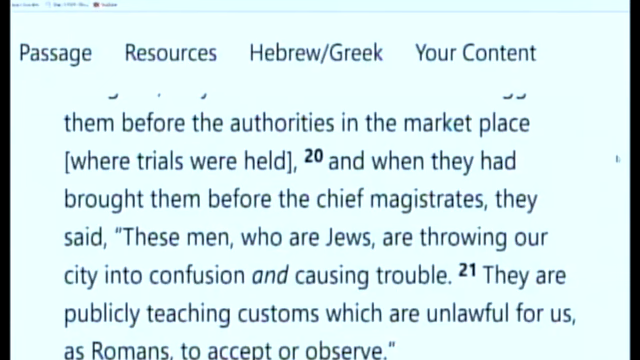 Passage Resources Hebrew/Greek Your Content
them before the authorities in the market place
[where trials were held], 20 and when they had
brought them before the chief magistrates, they
said, “These men, who are Jews, are throwing our
city into confusion and causing trouble. 21 They are
publicly teaching customs which are unlawful for us,
as Romans, to accept or observe.”